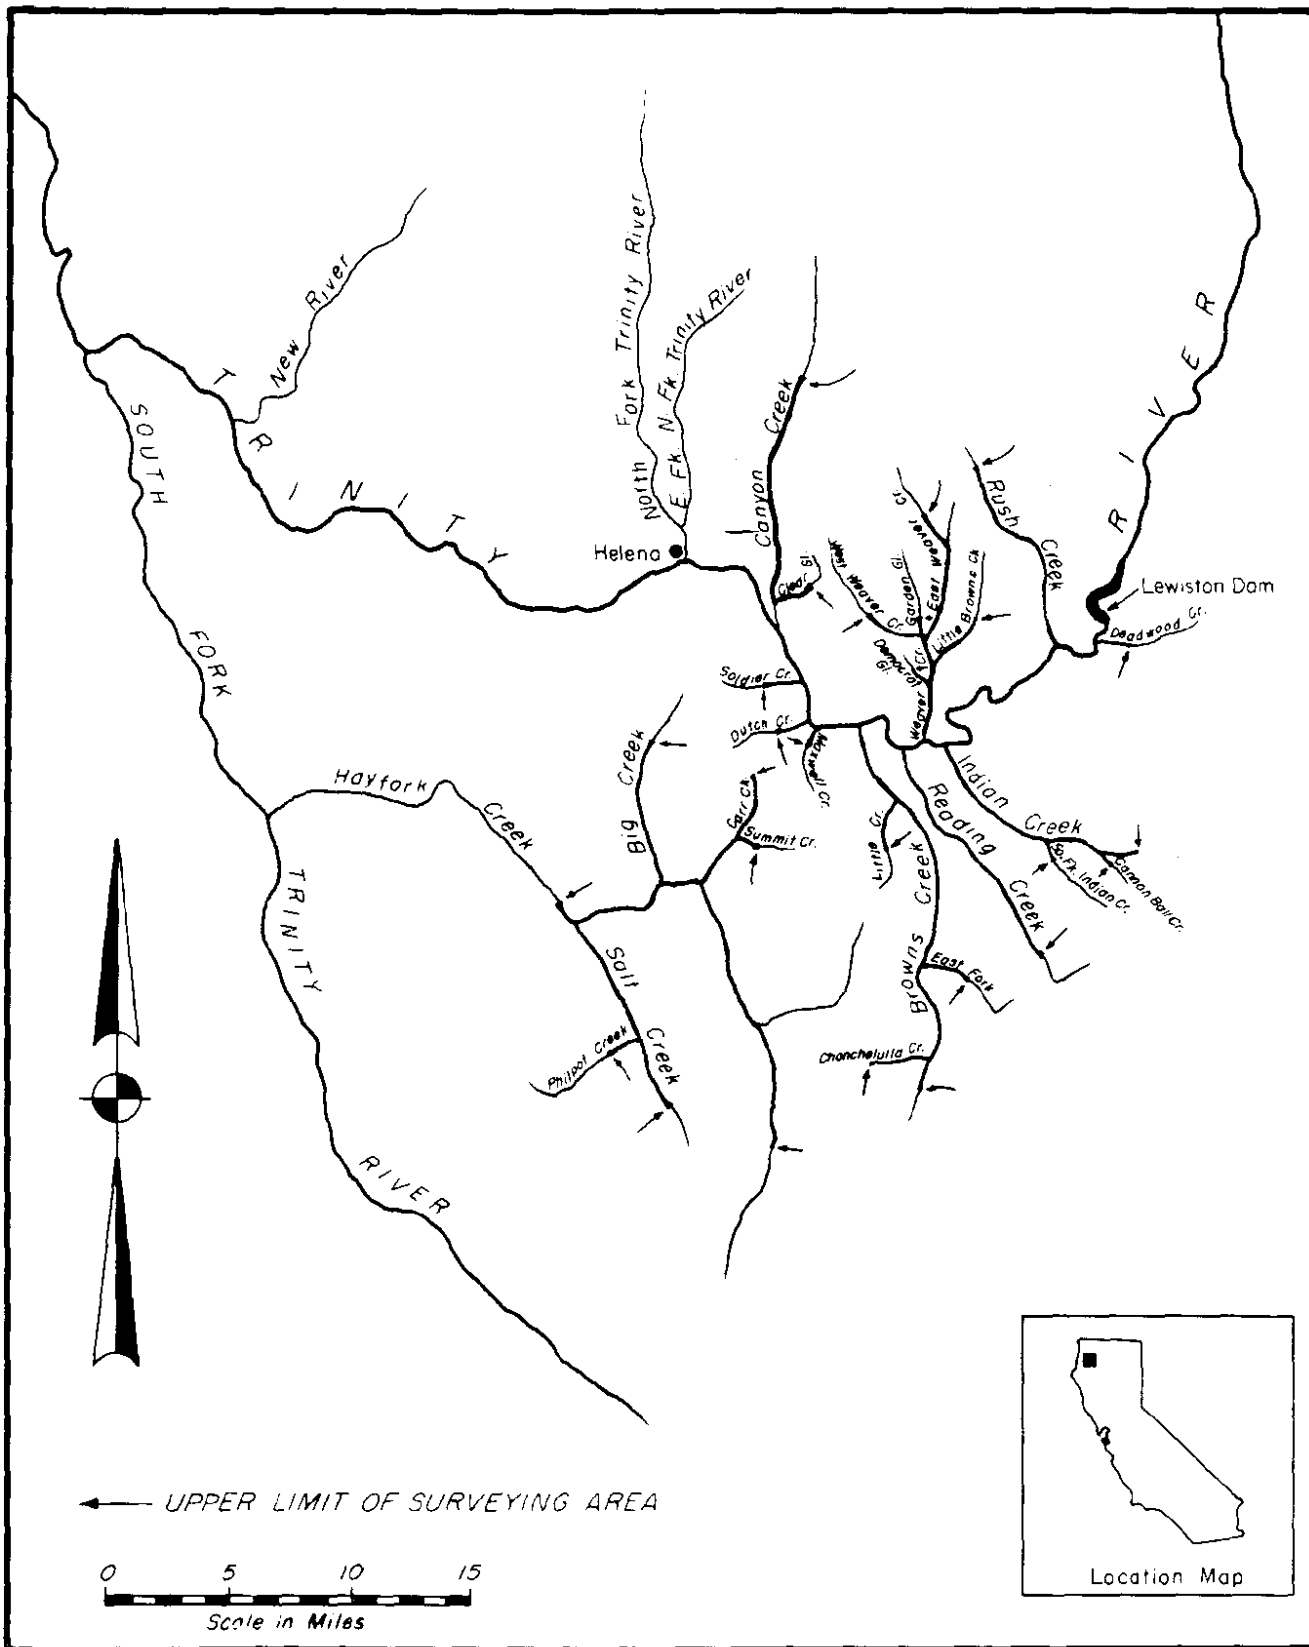 TRINITY RIVER
New River
North Fork Trinity River
E. Fk. N. Fk. Trinity River
Canyon Creek
Clear Gl.
Helena
West Weaver Cr.
Garden Gl.
East Weaver Cr.
Little Browns Ck
Democrat Gl.
Weaver Cr.
Rush Creek
Lewiston Dam
Deadwood Cr.
SOUTH FORK TRINITY RIVER
Soldier Cr.
Dutch Cr.
Maxwell Cr.
Hayfork Creek
Big Creek
Carr Ck.
Summit Cr.
Little Cr.
Browns Creek
Reading Creek
Indian Creek
So. Fk. Indian Cr.
Cannon Ball Cr.
East Fork
Chanchelulla Cr.
Salt Creek
Philpot Creek
UPPER LIMIT OF SURVEYING AREA
0 5 10 15
Scale in Miles
Location Map